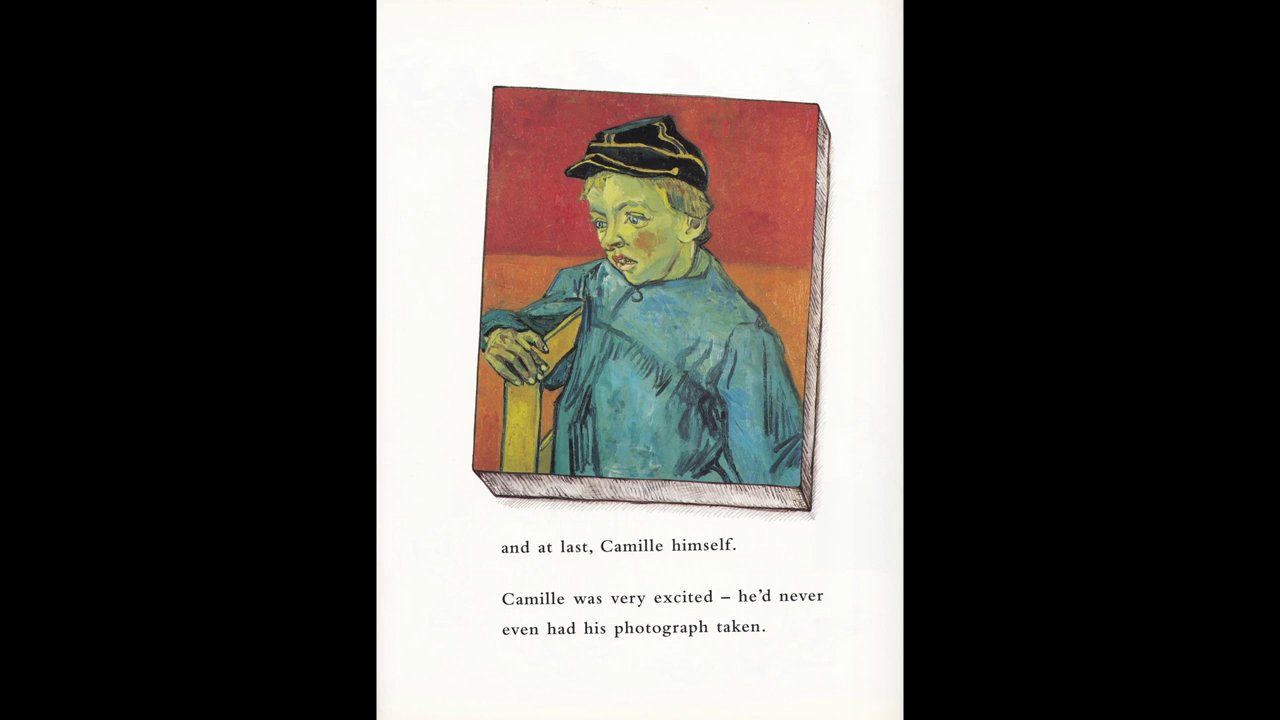 and at last, Camille himself.
Camille was very excited – he’d never
even had his photograph taken.